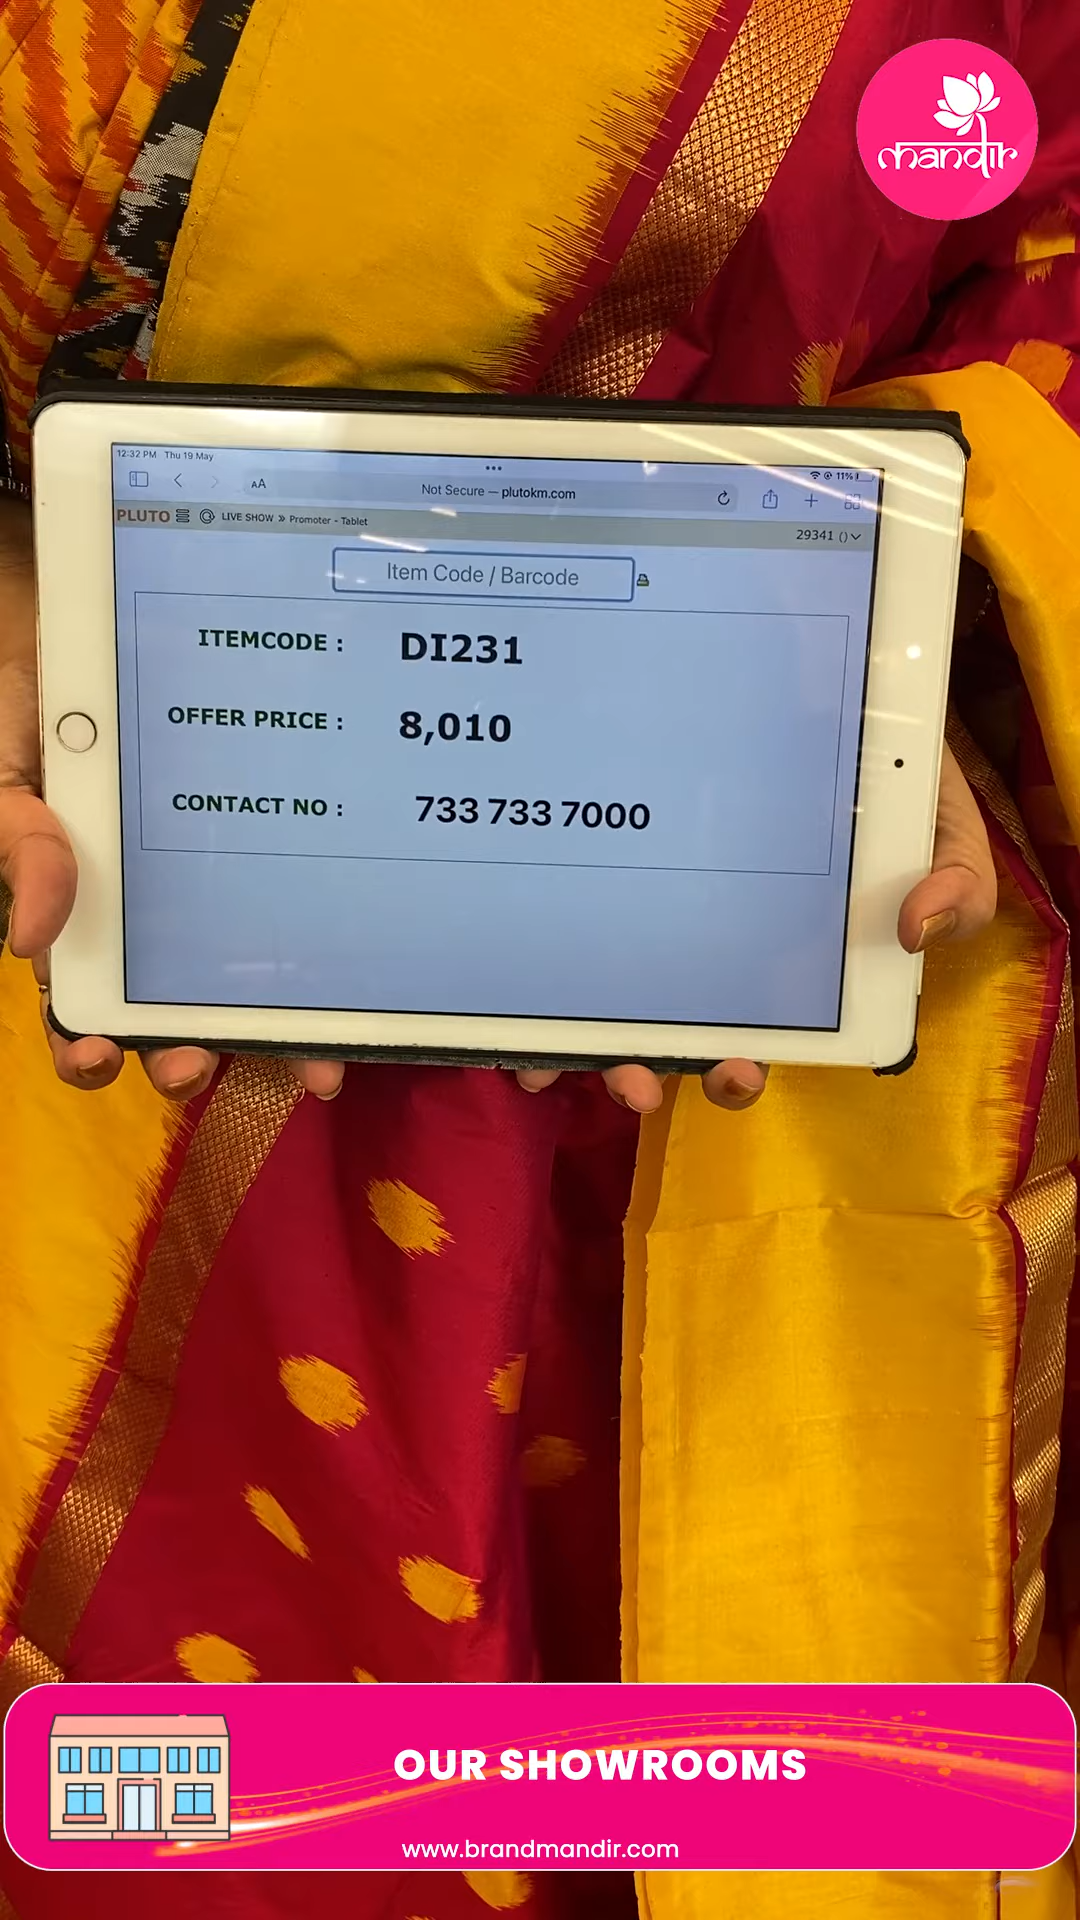 mandir
12:32 PM Thu 19 May
11%
AA
Not Secure — plutokm.com
PLUTO
LIVE SHOW » Promoter - Tablet
29341 ()
Item Code / Barcode
ITEMCODE : DI231
OFFER PRICE : 8,010
CONTACT NO : 733 733 7000
OUR SHOWROOMS
www.brandmandir.com